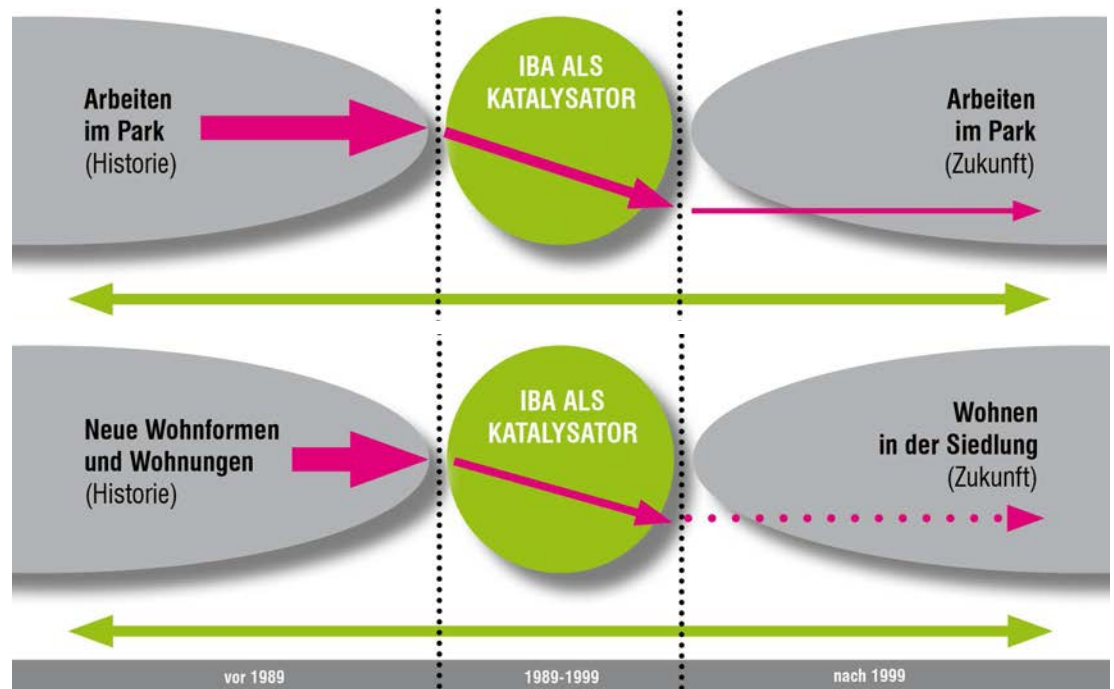 Arbeiten
im Park
(Historie)
IBA ALS
KATALYSATOR
Arbeiten
im Park
(Zukunft)
Neue Wohnformen
und Wohnungen
(Historie)
IBA ALS
KATALYSATOR
Wohnen
in der Siedlung
(Zukunft)
vor 1989
1989-1999
nach 1999